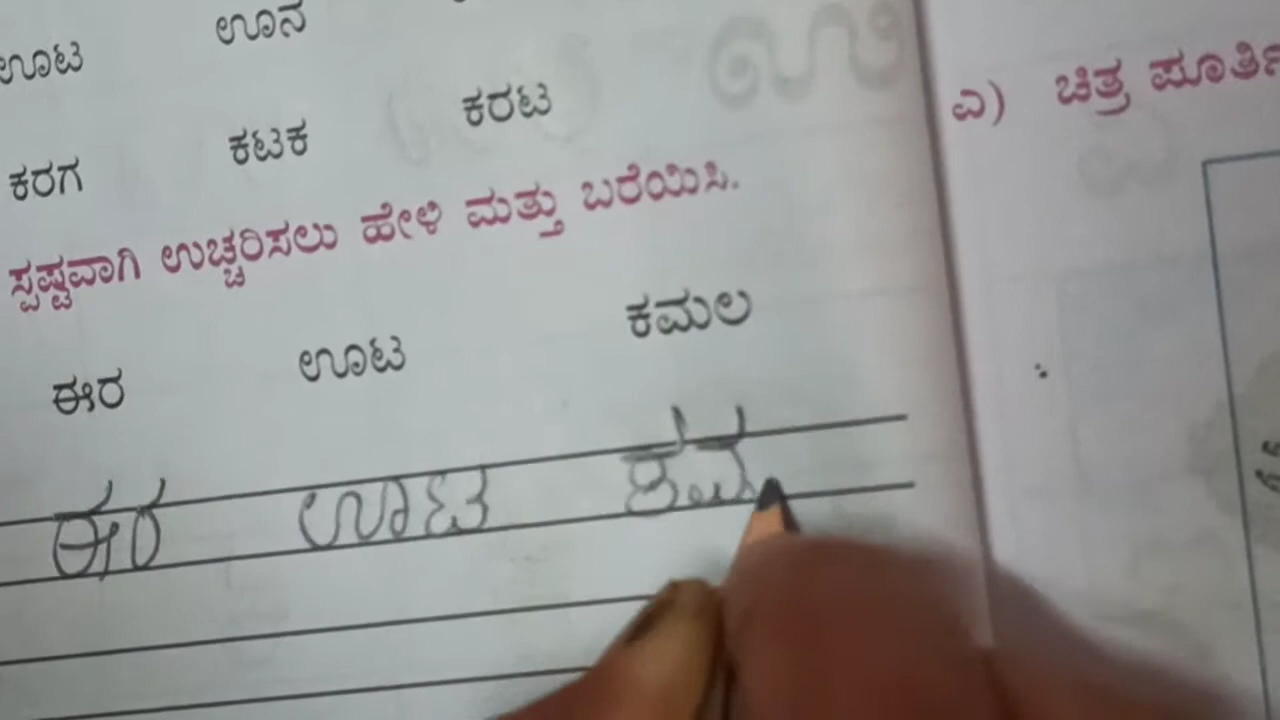 ಊಟ ಊನ
ಕರಗ ಕಟಕ ಕರಟ
ಸ್ಪಷ್ಟವಾಗಿ ಉಚ್ಚರಿಸಲು ಹೇಳಿ ಮತ್ತು ಬರೆಯಿಸಿ.
ಈರ ಊಟ ಕಮಲ
ಈರ ಊಟ
ಎ) ಚಿತ್ರ